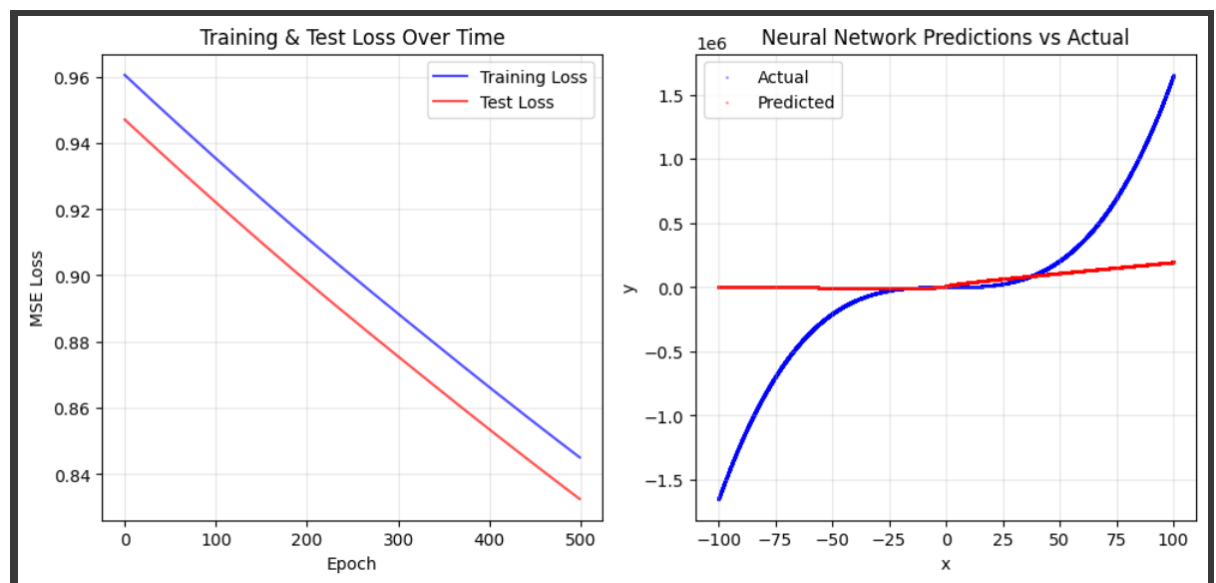 Training & Test Loss Over Time
Training Loss
Test Loss
0.96
0.94
0.92
0.90
0.88
0.86
0.84
MSE Loss
0 100 200 300 400 500
Epoch
Neural Network Predictions vs Actual
1e6
Actual
Predicted
1.5
1.0
0.5
0.0
−0.5
−1.0
−1.5
y
−100 −75 −50 −25 0 25 50 75 100
x